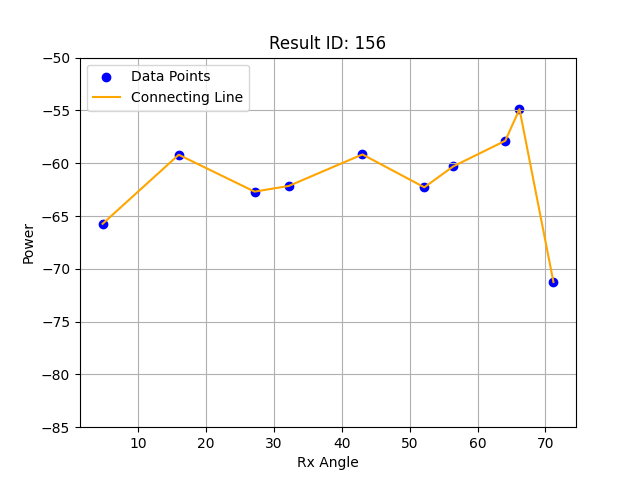 Result ID: 156
Data Points
Connecting Line
−50
−55
−60
−65
−70
−75
−80
−85
Power
10 20 30 40 50 60 70
Rx Angle